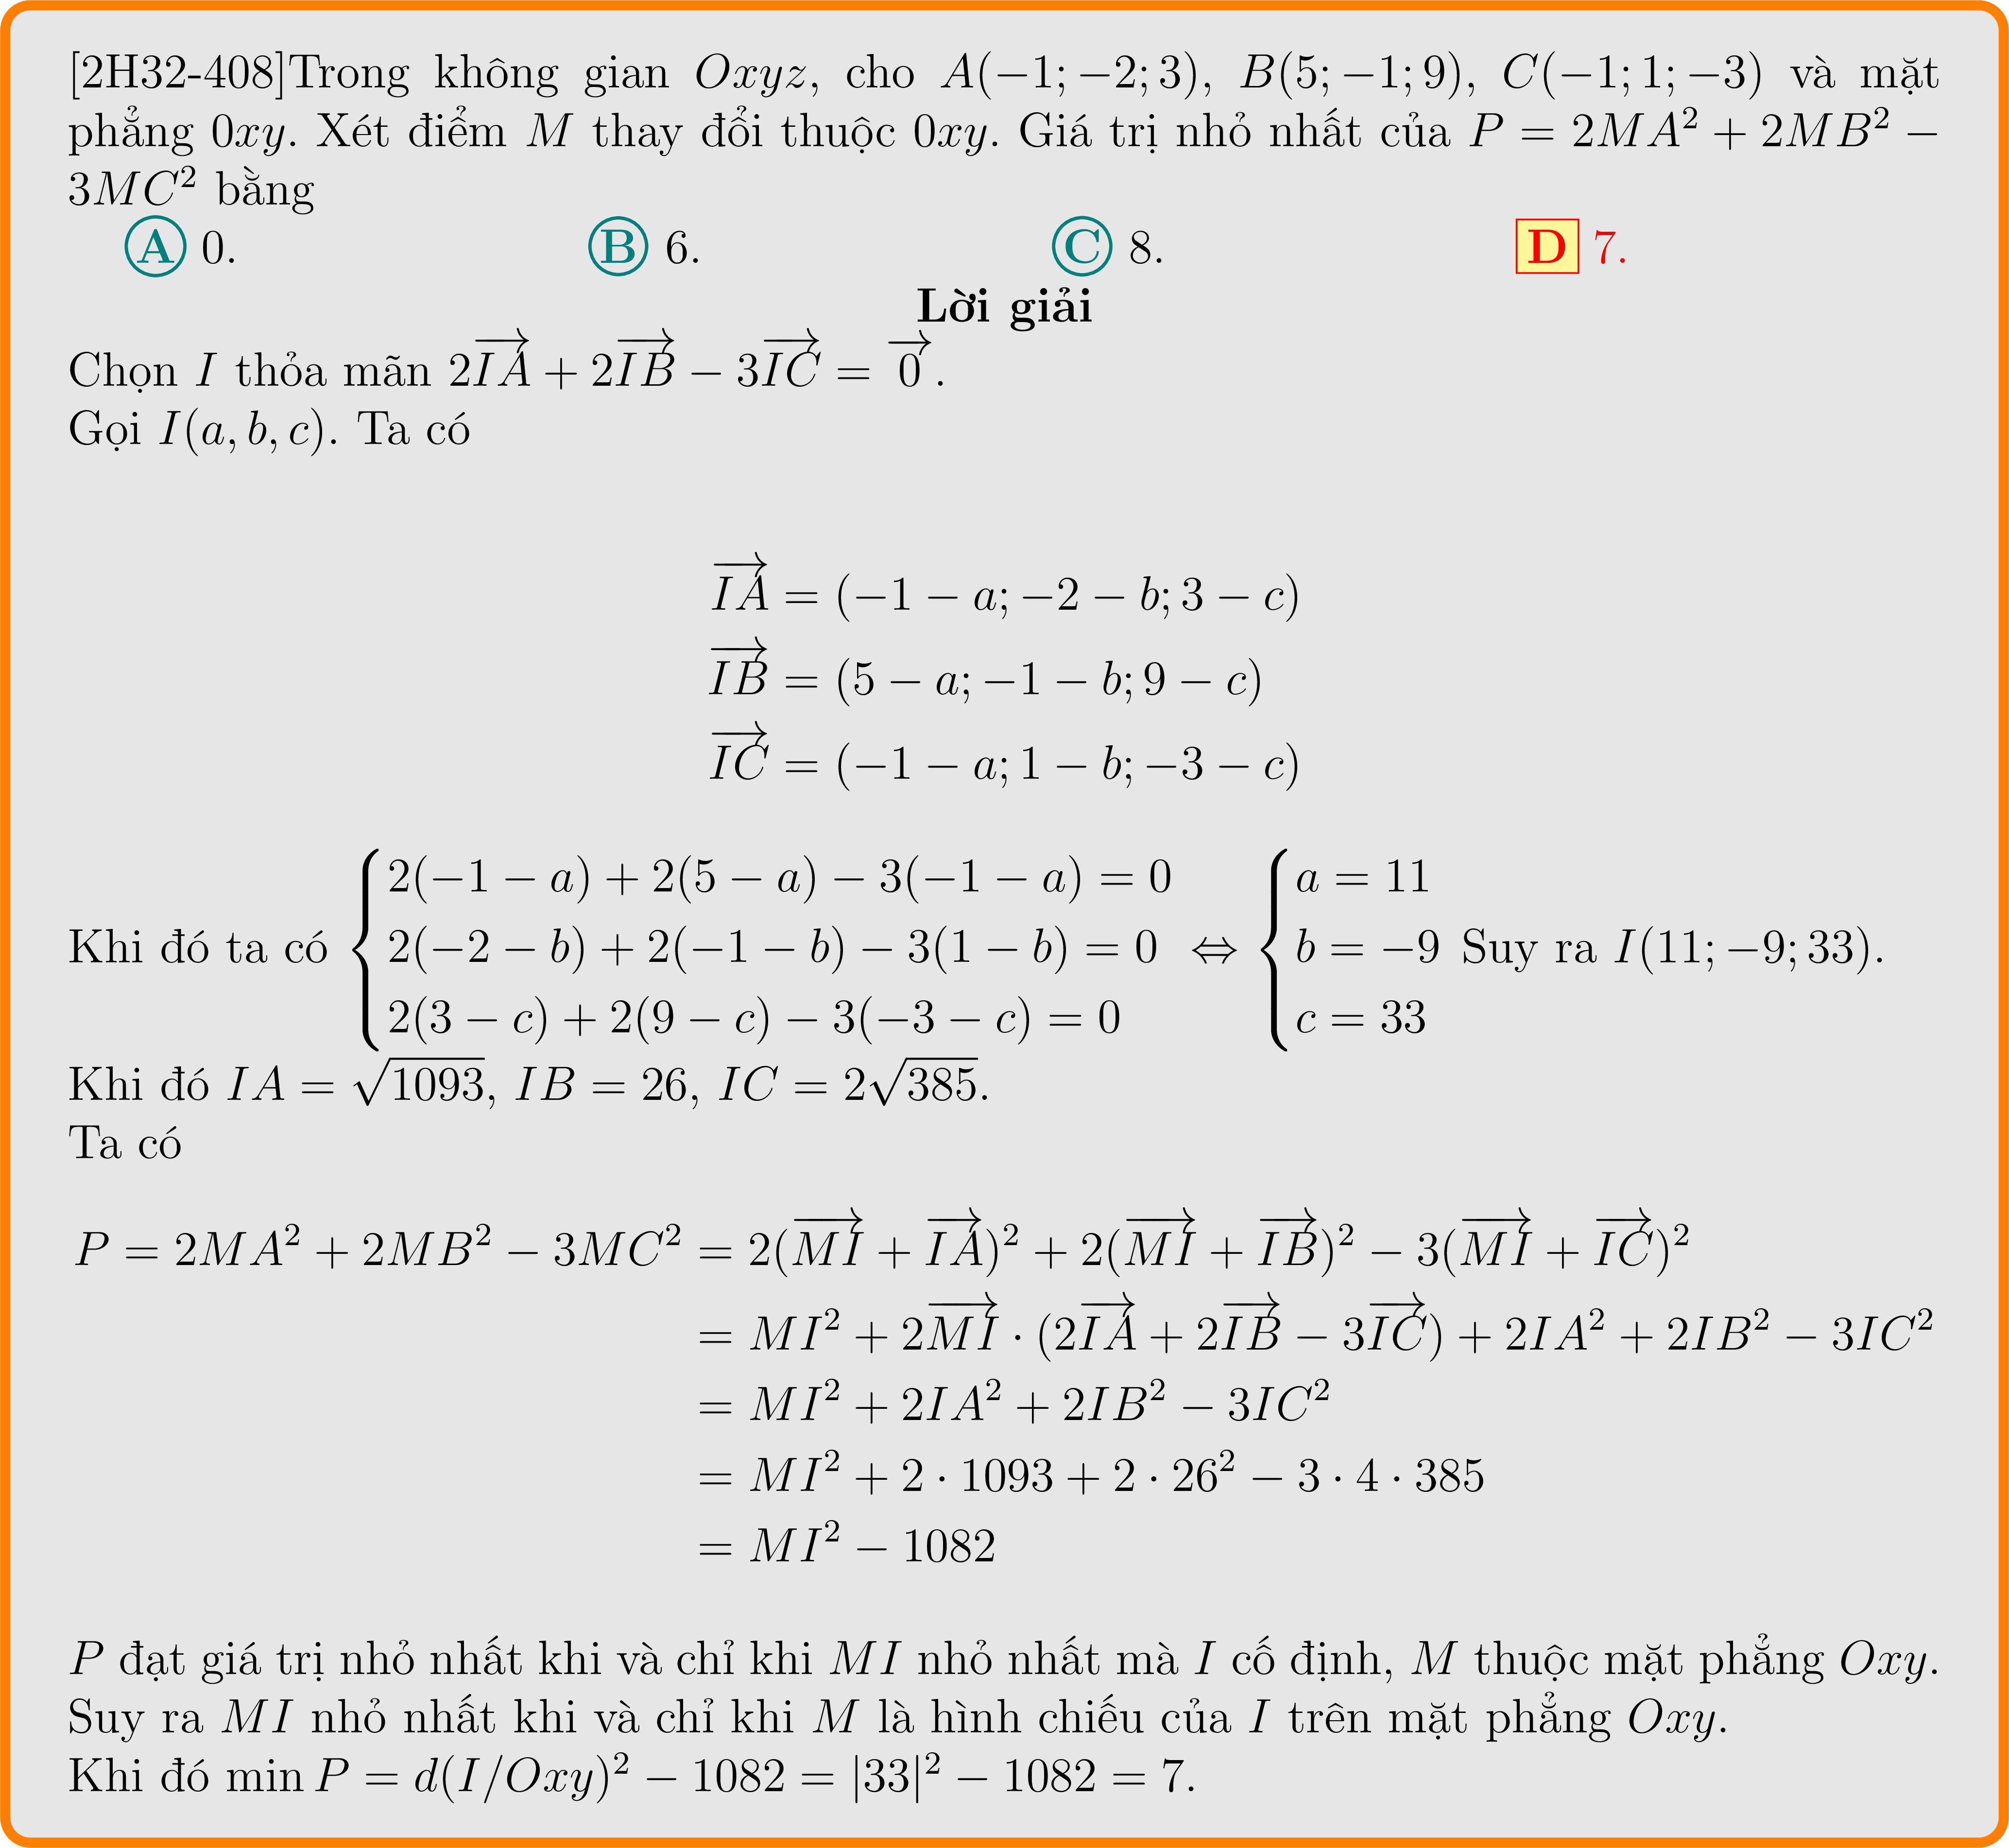 [2H32-408]Trong không gian $Oxyz$, cho $A(-1;-2;3)$, $B(5;-1;9)$, $C(-1;1;-3)$ và mặt
phẳng $0xy$. Xét điểm $M$ thay đổi thuộc $0xy$. Giá trị nhỏ nhất của $P = 2MA^2 + 2MB^2 -$
$3MC^2$ bằng
A 0. B 6. C 8. D 7.
Lời giải
Chọn $I$ thỏa mãn $2\overrightarrow{IA} + 2\overrightarrow{IB} - 3\overrightarrow{IC} = \overrightarrow{0}$.
Gọi $I(a, b, c)$. Ta có
$\overrightarrow{IA} = (-1 - a; -2 - b; 3 - c)$
$\overrightarrow{IB} = (5 - a; -1 - b; 9 - c)$
$\overrightarrow{IC} = (-1 - a; 1 - b; -3 - c)$
Khi đó ta có $\begin{cases} 2(-1 - a) + 2(5 - a) - 3(-1 - a) = 0 \\ 2(-2 - b) + 2(-1 - b) - 3(1 - b) = 0 \\ 2(3 - c) + 2(9 - c) - 3(-3 - c) = 0 \end{cases} \Leftrightarrow \begin{cases} a = 11 \\ b = -9 \\ c = 33 \end{cases}$ Suy ra $I(11; -9; 33)$.
Khi đó $IA = \sqrt{1093}$, $IB = 26$, $IC = 2\sqrt{385}$.
Ta có
$P = 2MA^2 + 2MB^2 - 3MC^2 = 2(\overrightarrow{MI} + \overrightarrow{IA})^2 + 2(\overrightarrow{MI} + \overrightarrow{IB})^2 - 3(\overrightarrow{MI} + \overrightarrow{IC})^2$
$= MI^2 + 2\overrightarrow{MI} \cdot (2\overrightarrow{IA} + 2\overrightarrow{IB} - 3\overrightarrow{IC}) + 2IA^2 + 2IB^2 - 3IC^2$
$= MI^2 + 2IA^2 + 2IB^2 - 3IC^2$
$= MI^2 + 2 \cdot 1093 + 2 \cdot 26^2 - 3 \cdot 4 \cdot 385$
$= MI^2 - 1082$
$P$ đạt giá trị nhỏ nhất khi và chỉ khi $MI$ nhỏ nhất mà $I$ cố định, $M$ thuộc mặt phẳng $Oxy$.
Suy ra $MI$ nhỏ nhất khi và chỉ khi $M$ là hình chiếu của $I$ trên mặt phẳng $Oxy$.
Khi đó $\min P = d(I/Oxy)^2 - 1082 = |33|^2 - 1082 = 7$.